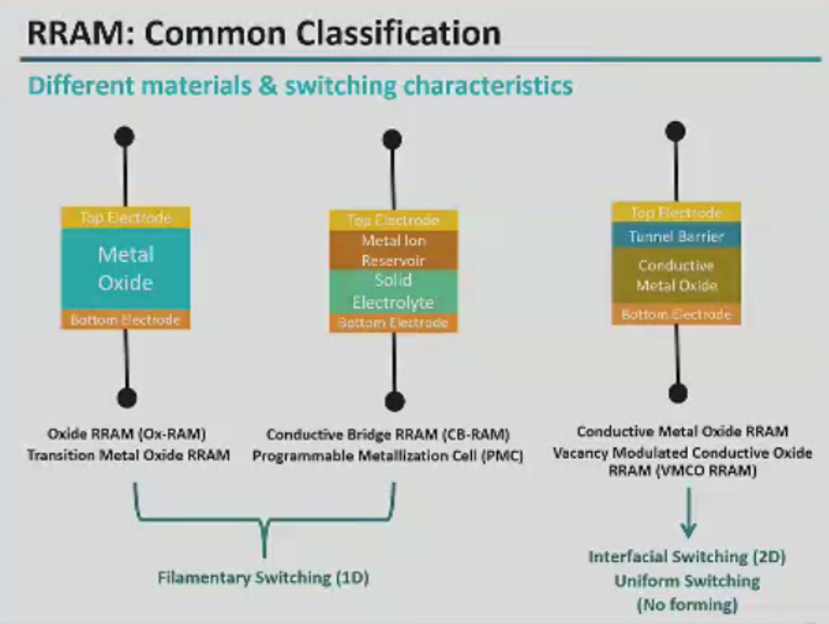 RRAM: Common Classification
Different materials & switching characteristics
Top Electrode
Metal
Oxide
Bottom Electrode
Top Electrode
Metal Ion
Reservoir
Solid
Electrolyte
Bottom Electrode
Top Electrode
Tunnel Barrier
Conductive
Metal Oxide
Bottom Electrode
Oxide RRAM (Ox-RAM)
Transition Metal Oxide RRAM
Conductive Bridge RRAM (CB-RAM)
Programmable Metallization Cell (PMC)
Conductive Metal Oxide RRAM
Vacancy Modulated Conductive Oxide
RRAM (VMCO RRAM)
Filamentary Switching (1D)
Interfacial Switching (2D)
Uniform Switching
(No forming)